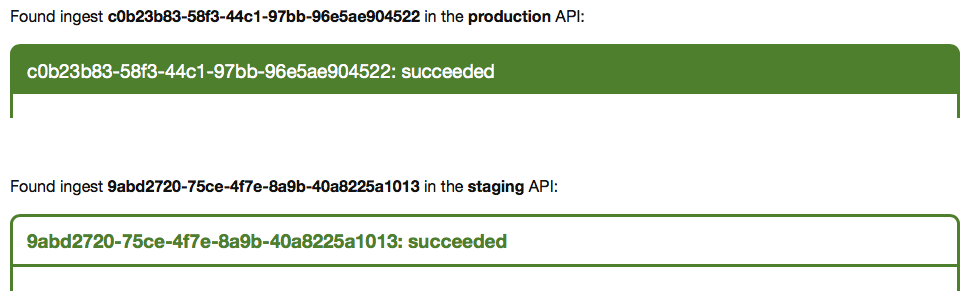 Found ingest c0b23b83-58f3-44c1-97bb-96e5ae904522 in the production API:
c0b23b83-58f3-44c1-97bb-96e5ae904522: succeeded
Found ingest 9abd2720-75ce-4f7e-8a9b-40a8225a1013 in the staging API:
9abd2720-75ce-4f7e-8a9b-40a8225a1013: succeeded